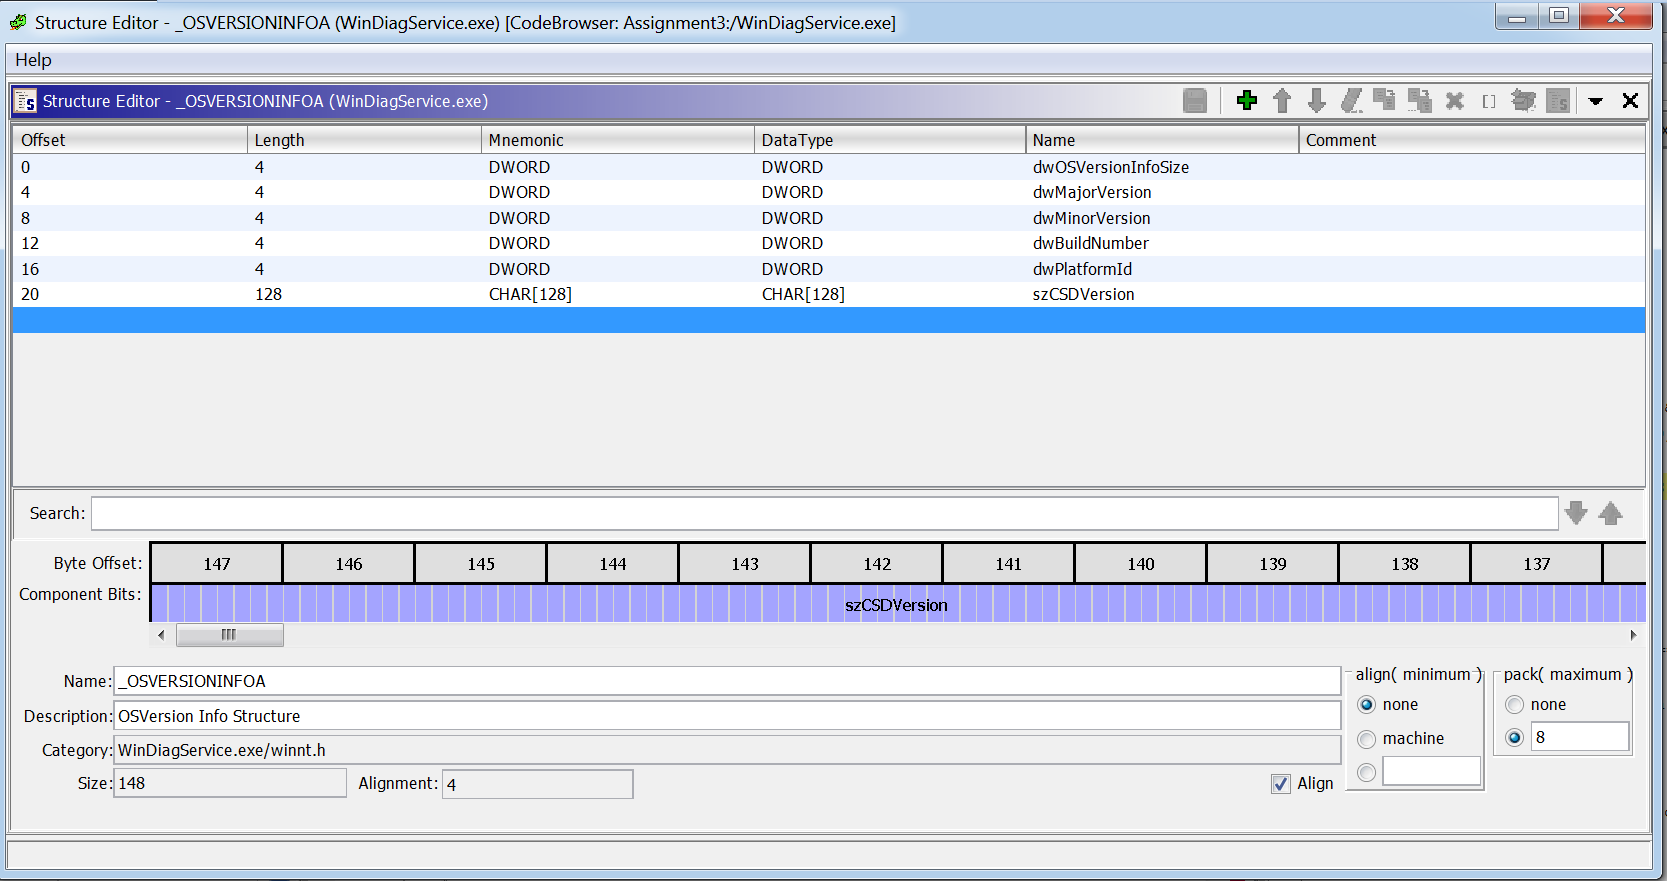 Structure Editor - _OSVERSIONINFOA (WinDiagService.exe) [CodeBrowser: Assignment3:/WinDiagService.exe]
Help
Structure Editor - _OSVERSIONINFOA (WinDiagService.exe)
Offset Length Mnemonic DataType Name Comment
0 4 DWORD DWORD dwOSVersionInfoSize
4 4 DWORD DWORD dwMajorVersion
8 4 DWORD DWORD dwMinorVersion
12 4 DWORD DWORD dwBuildNumber
16 4 DWORD DWORD dwPlatformId
20 128 CHAR[128] CHAR[128] szCSDVersion
Search:
Byte Offset: 147 146 145 144 143 142 141 140 139 138 137
Component Bits: szCSDVersion
Name: _OSVERSIONINFOA
Description: OSVersion Info Structure
Category: WinDiagService.exe/winnt.h
Size: 148 Alignment: 4 Align
align( minimum )
none
machine
pack( maximum )
none
8